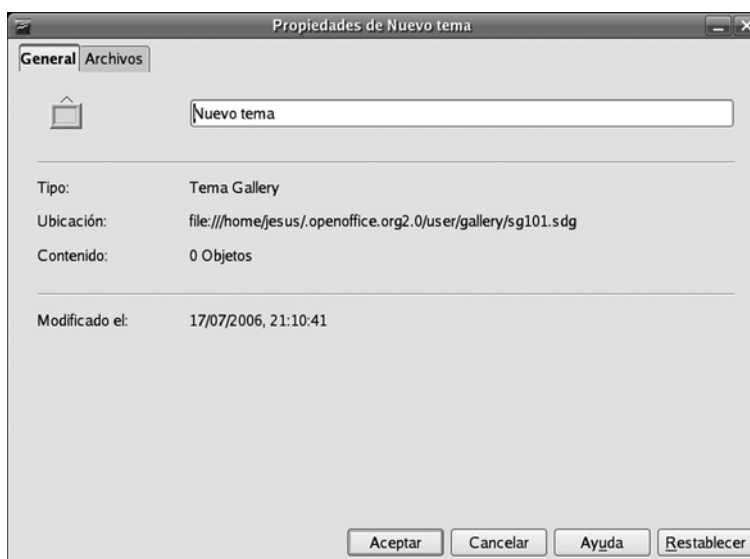 Propiedades de Nuevo tema
General Archivos
Nuevo tema
Tipo: Tema Gallery
Ubicación: file:///home/jesus/.openoffice.org2.0/user/gallery/sg101.sdg
Contenido: 0 Objetos
Modificado el: 17/07/2006, 21:10:41
Aceptar Cancelar Ayuda Restablecer